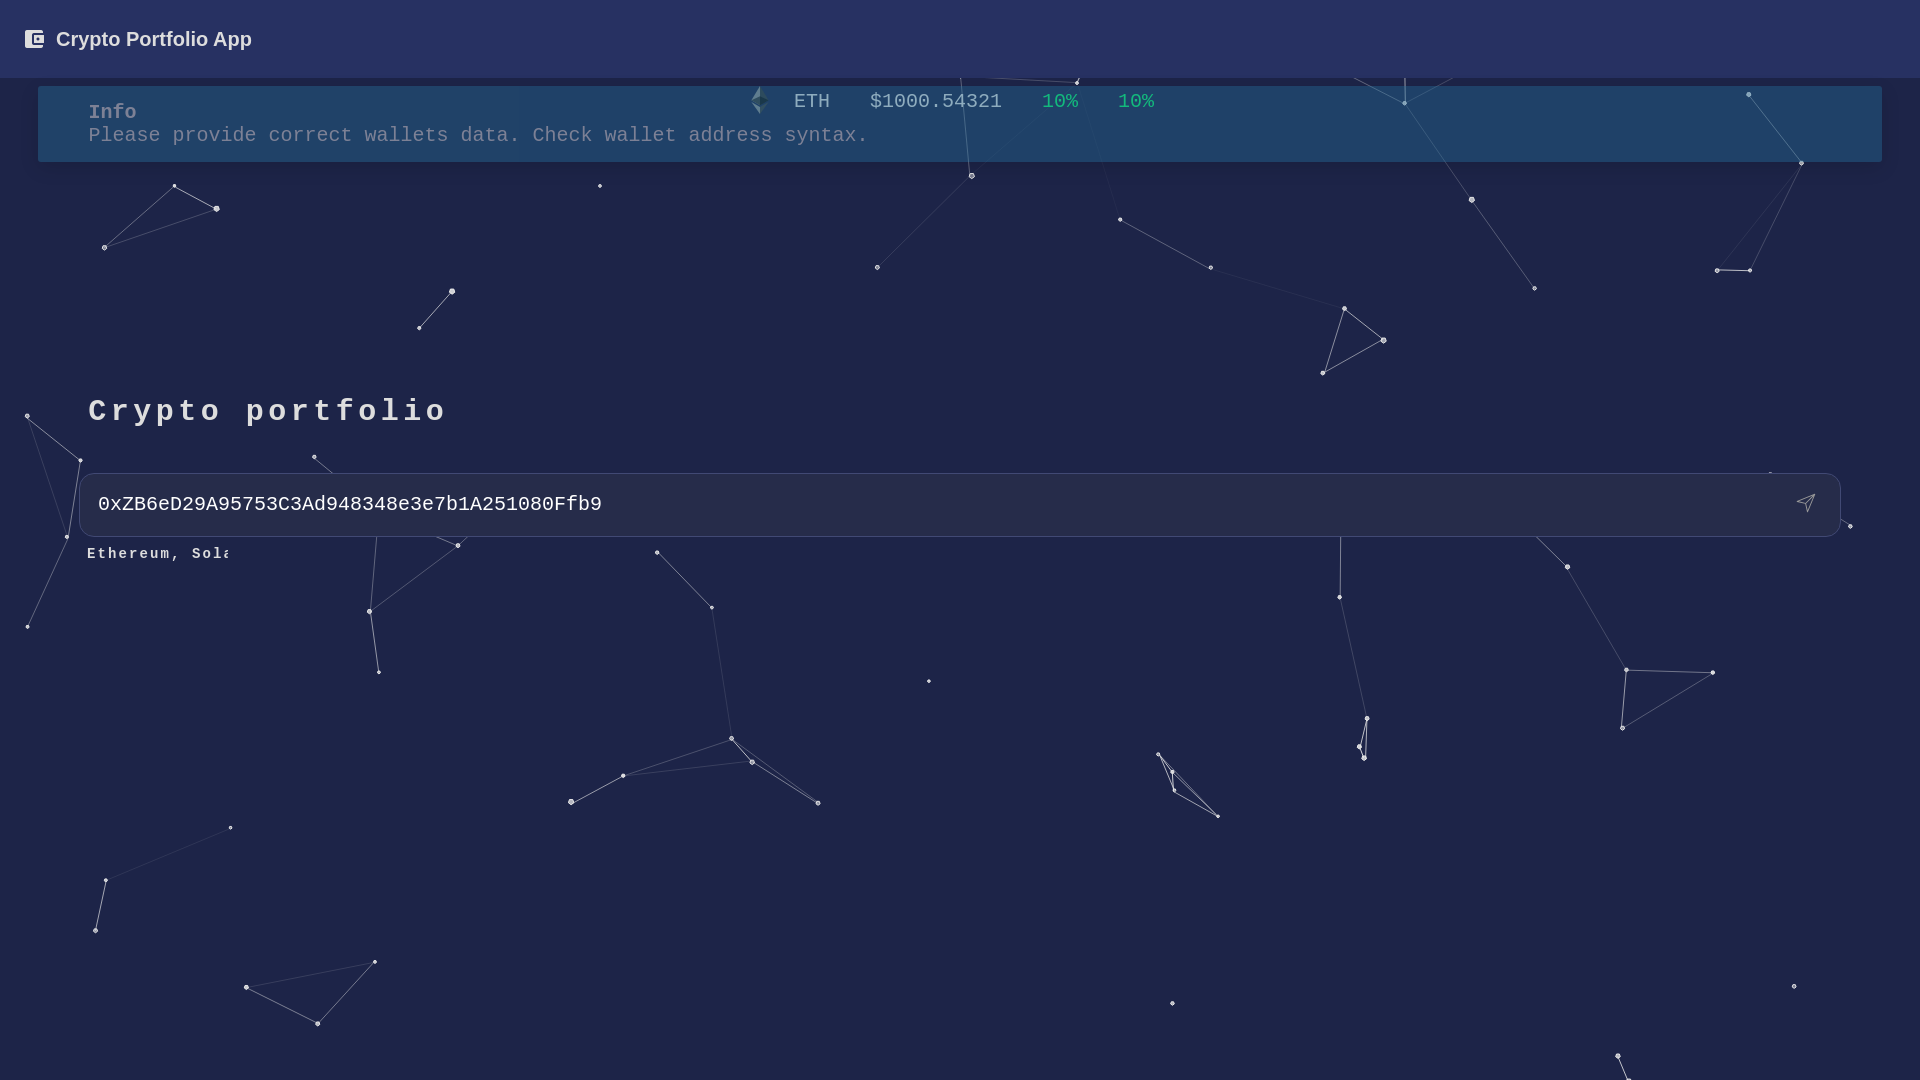 Crypto Portfolio App
ETH $1000.54321 10% 10%
Info
Please provide correct wallets data. Check wallet address syntax.
Crypto portfolio
0xZB6eD29A95753C3Ad948348e3e7b1A251080Ffb9
Ethereum, Sola